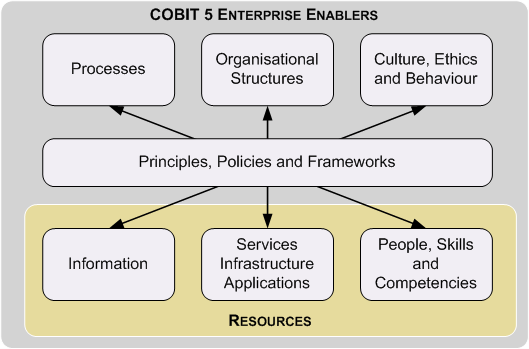 COBIT 5 ENTERPRISE ENABLERS
Processes
Organisational
Structures
Culture, Ethics
and Behaviour
Principles, Policies and Frameworks
Information
Services
Infrastructure
Applications
People, Skills
and
Competencies
RESOURCES